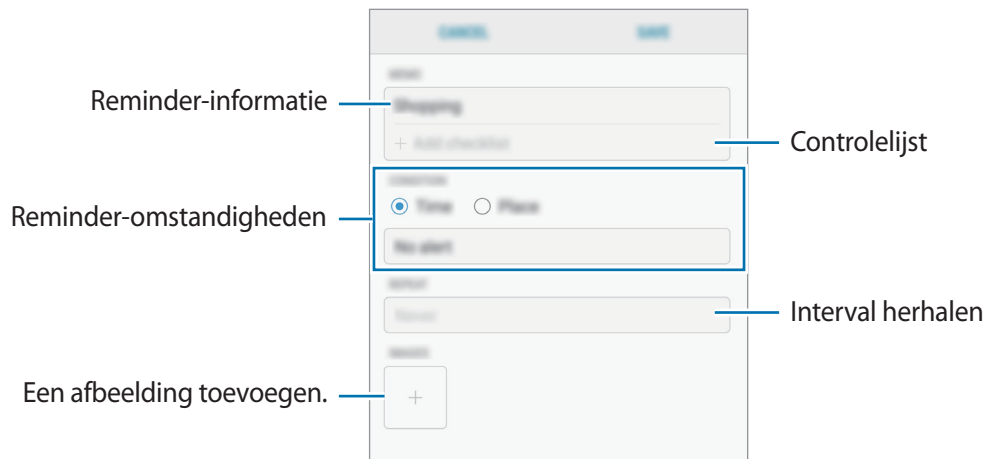 CANCEL
SAVE
MEMO
Reminder-informatie
Shopping
+ Add checklist
Controlelijst
CONDITION
Time
Place
Reminder-omstandigheden
No alert
REPEAT
Never
Interval herhalen
IMAGES
Een afbeelding toevoegen.
+